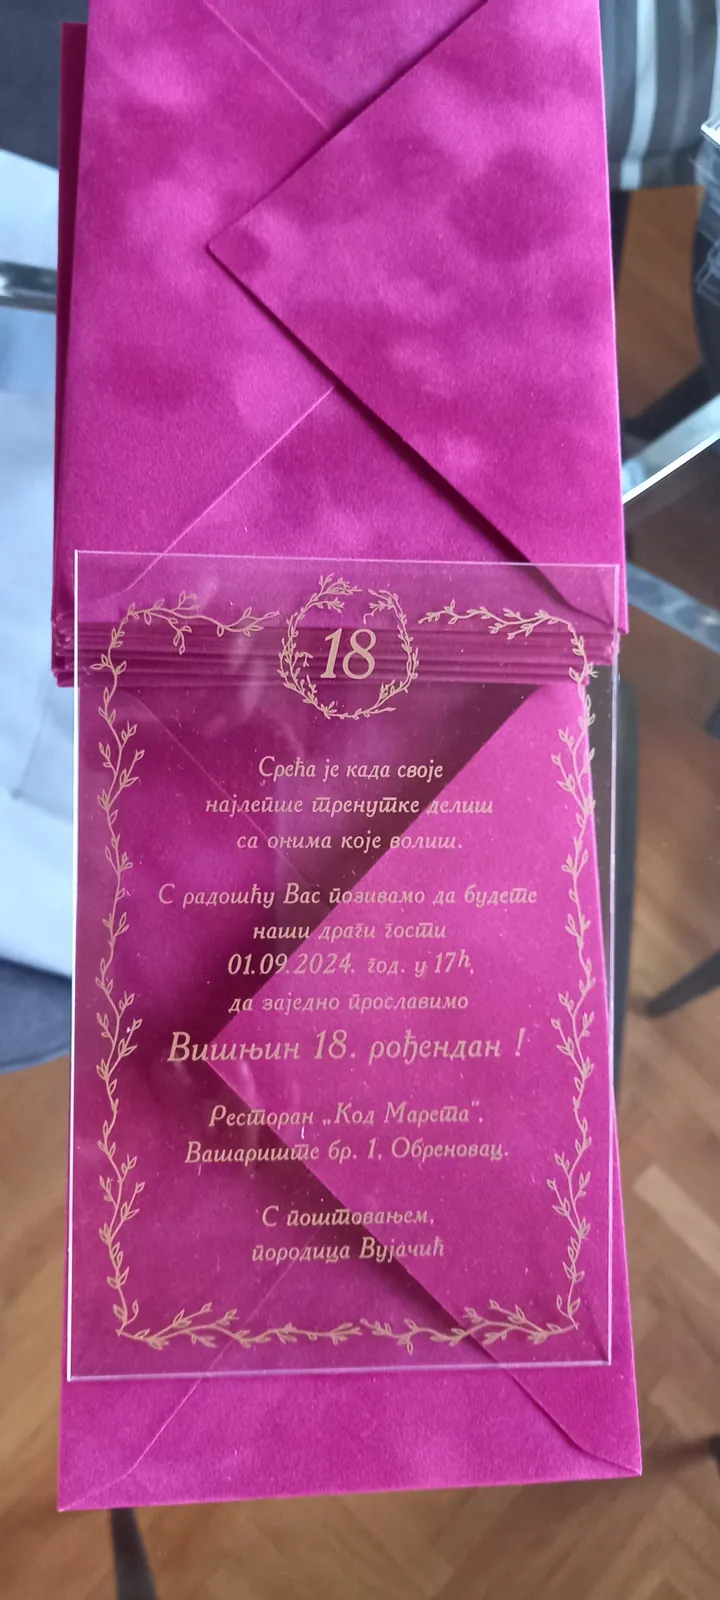 18
Срећа је када своје
најлепше тренутке делиш
са онима које волиш.
С радошћу Вас позивамо да будете
наши драги гости
01.09.2024. год. у 17h,
да заједно прославимо
Вишњин 18. рођендан !
Ресторан „Код Марета",
Вашариште бр. 1, Обреновац.
С поштовањем,
породица Вујачић